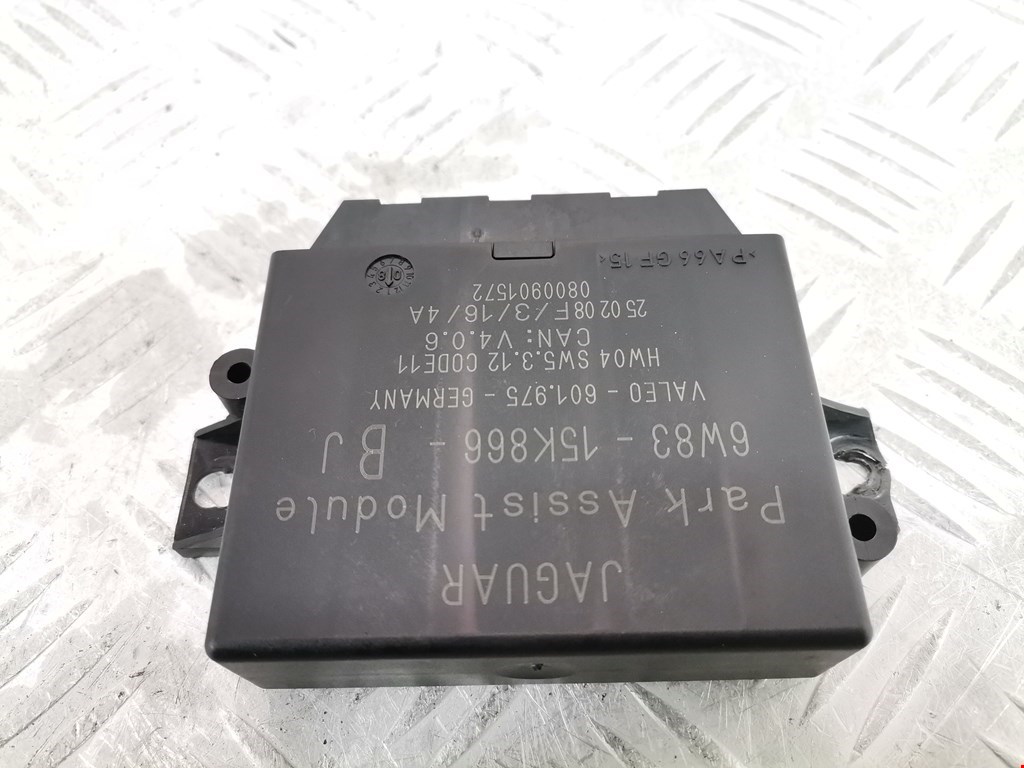 JAGUAR
Park Assist Module
6W83 - 15K866 - BJ
VALEO - 601.975 - GERMANY
HW04 SW5.3.12 CODE11
CAN: V4.0.6
25 02 08F/3/16/4A
0800901572
>PA66 GF15<